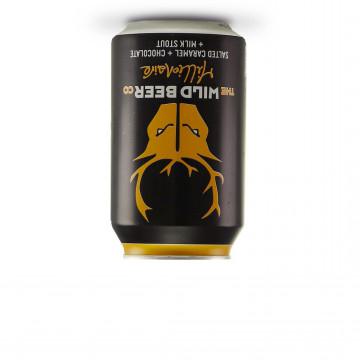 THE WILD BEER CO
Millionaire
SALTED CARAMEL + CHOCOLATE
+ MILK STOUT